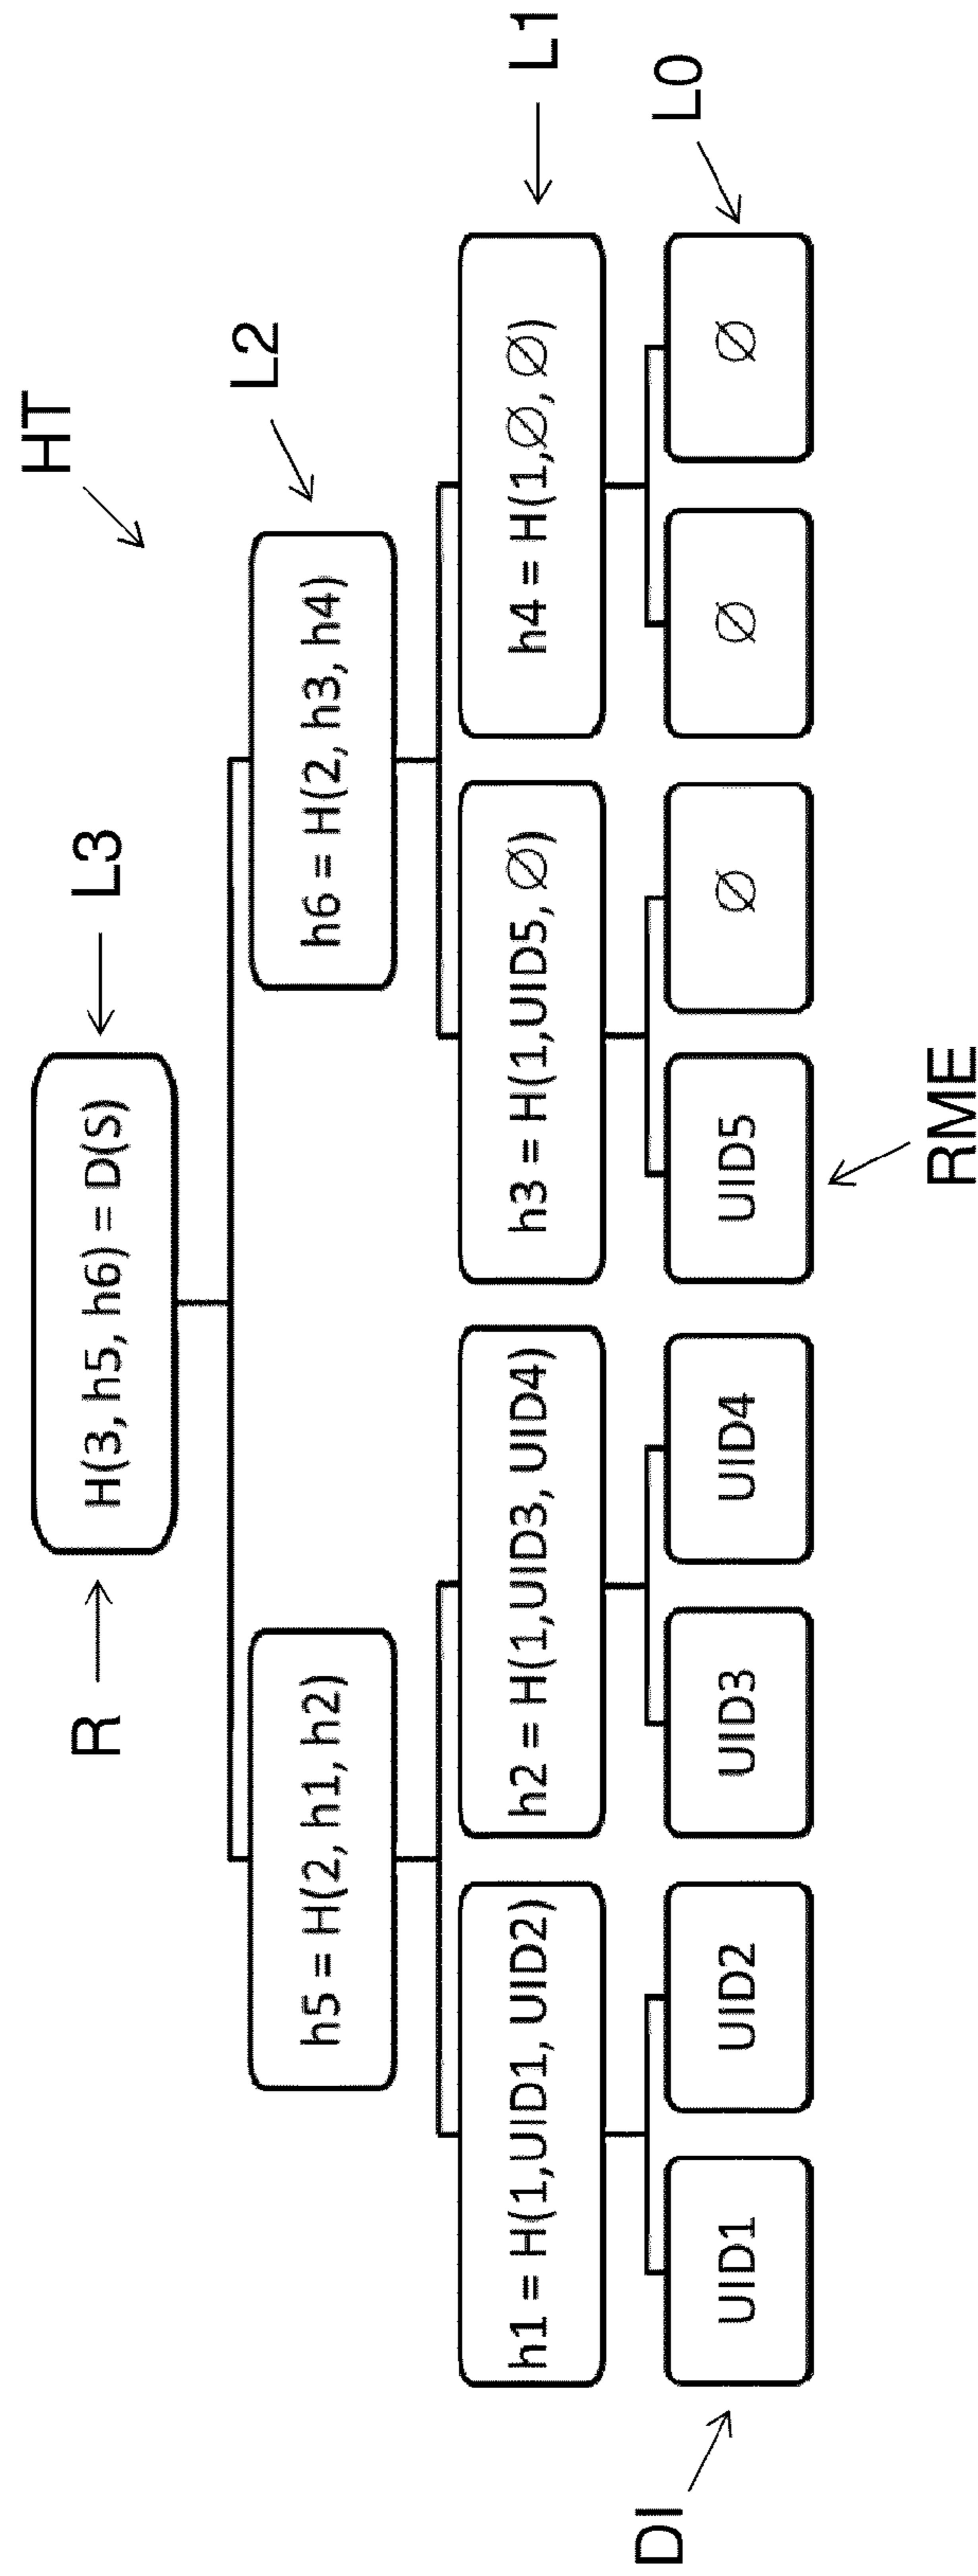 HT
R
H(3, h5, h6) = D(S)
L3
L2
h5 = H(2, h1, h2)
h6 = H(2, h3, h4)
L1
h1 = H(1,UID1, UID2)
h2 = H(1,UID3, UID4)
h3 = H(1,UID5, Ø)
h4 = H(1,Ø, Ø)
L0
UID1
UID2
UID3
UID4
UID5
Ø
Ø
Ø
DI
RME